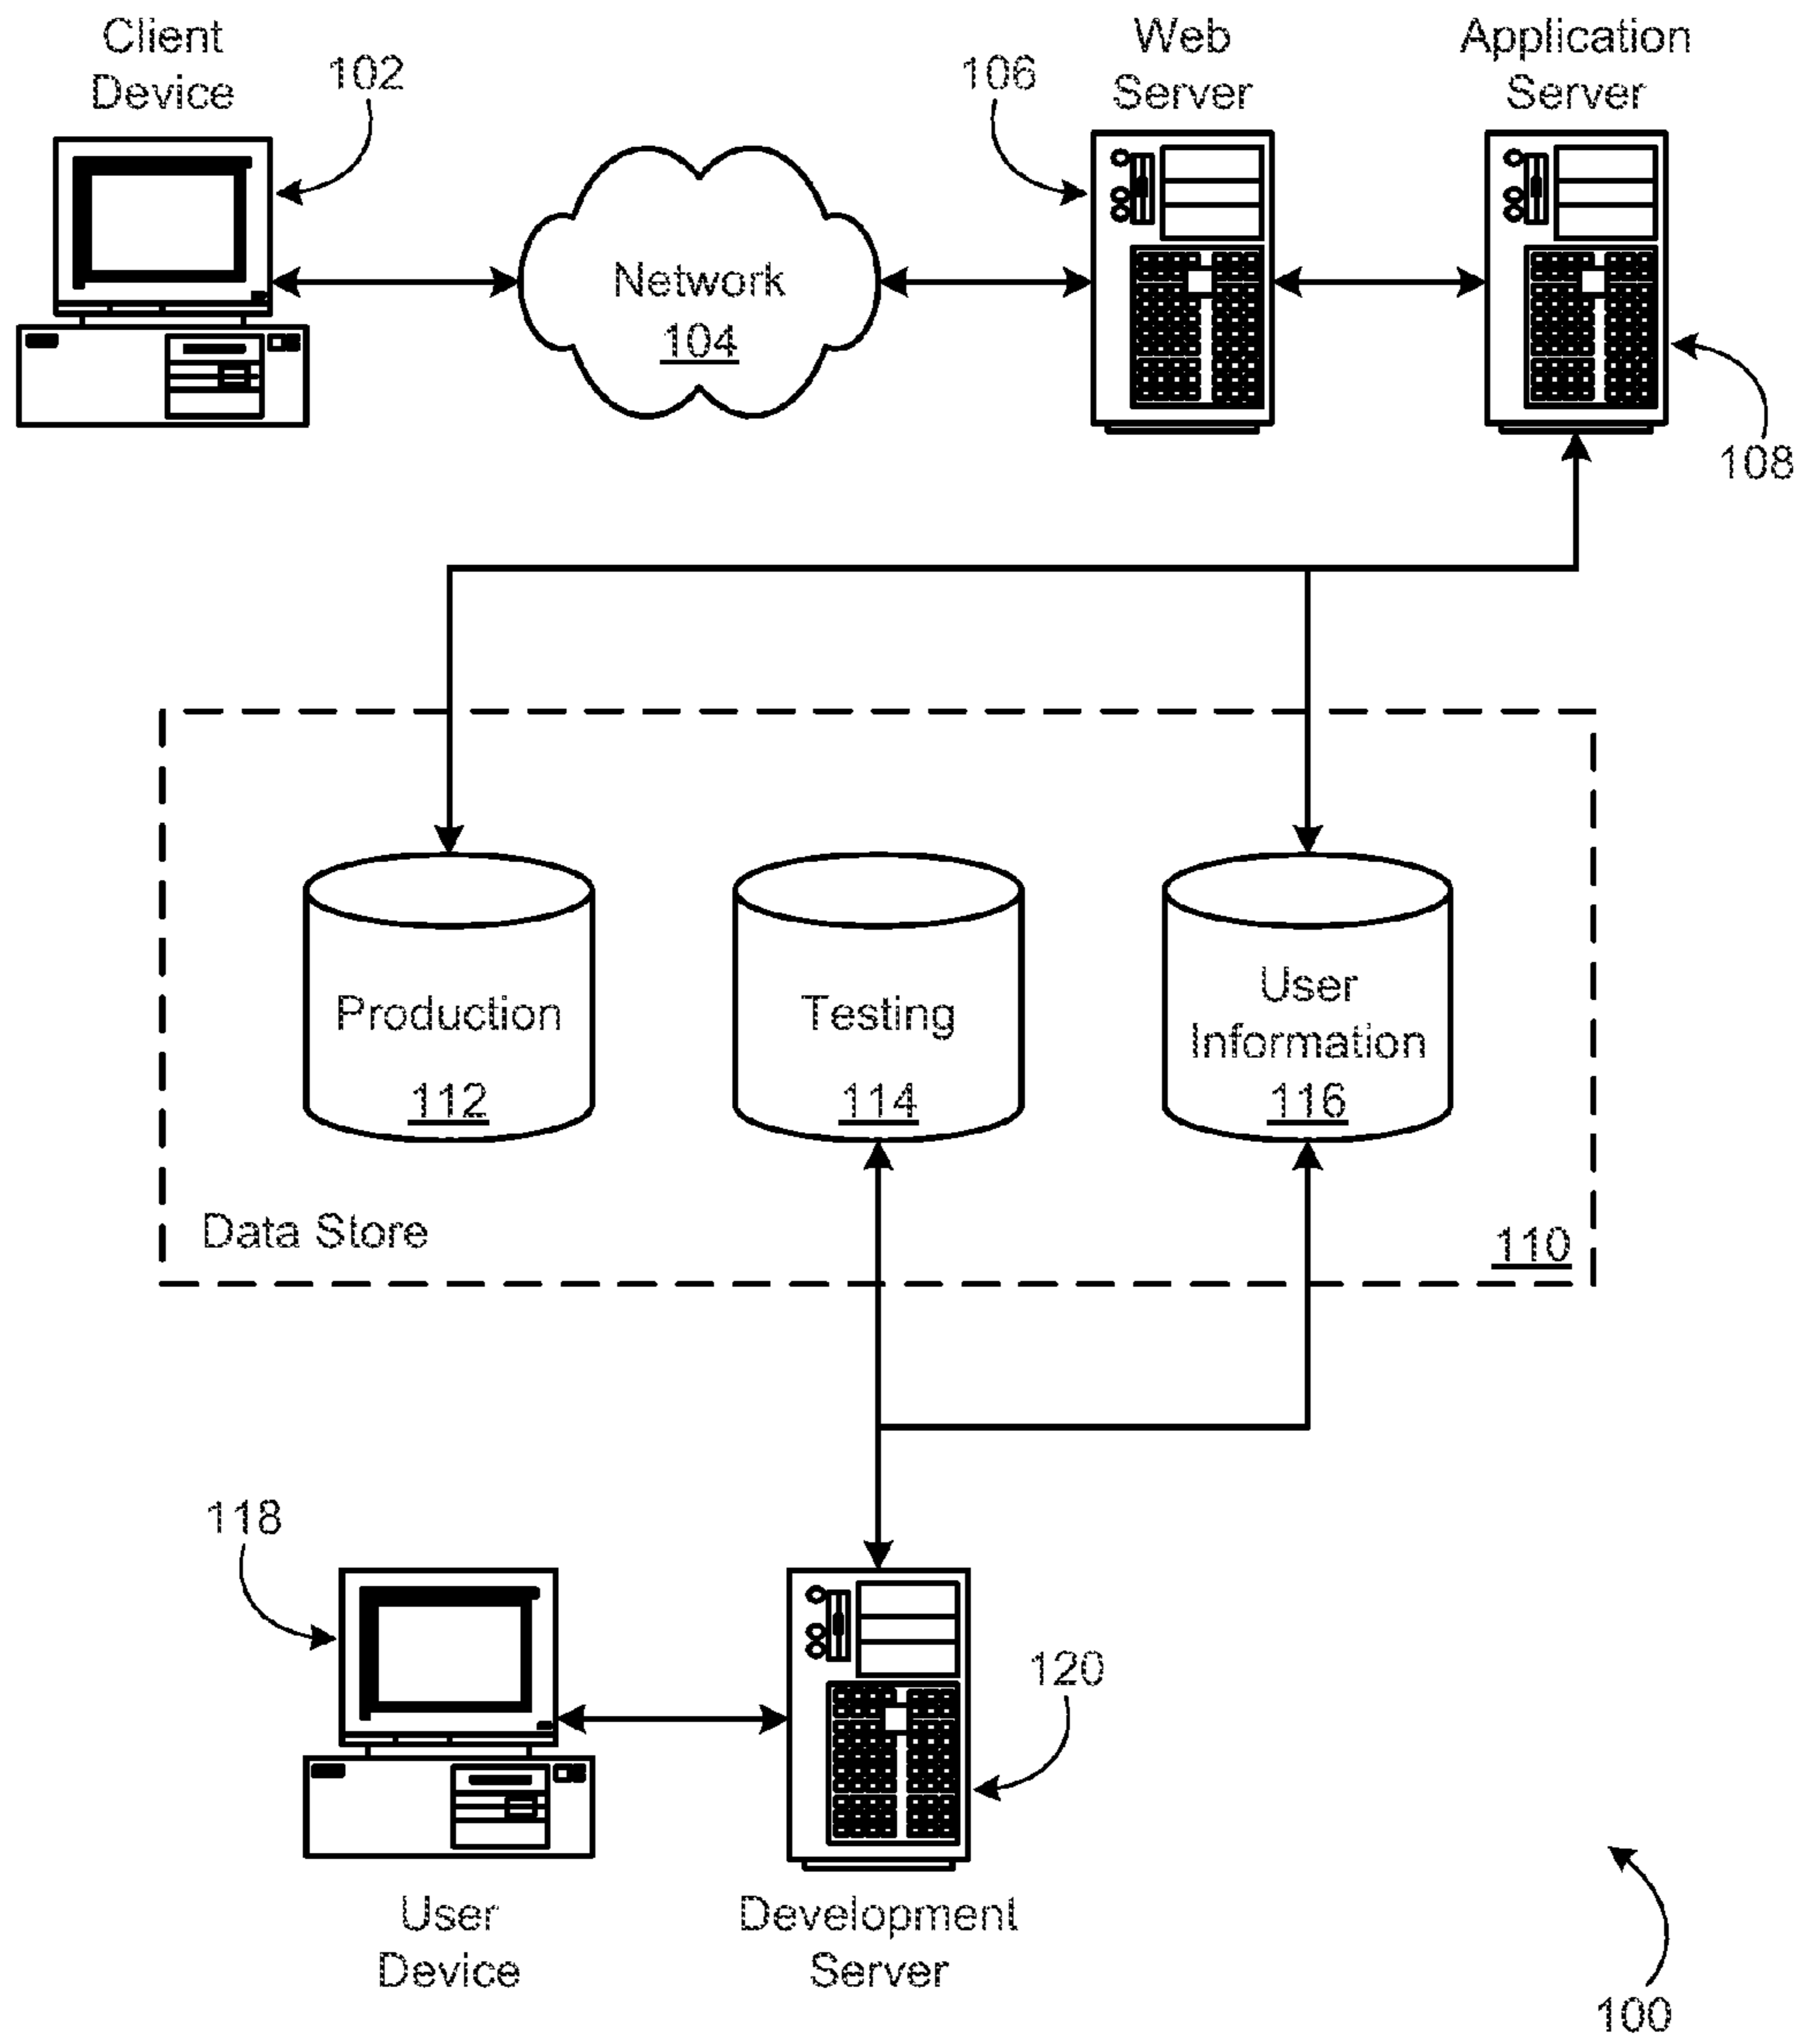 Client
Device
102
106
Web
Server
Application
Server
Network
104
108
Production
112
Testing
114
User
Information
116
Data Store
110
118
120
User
Device
Development
Server
100